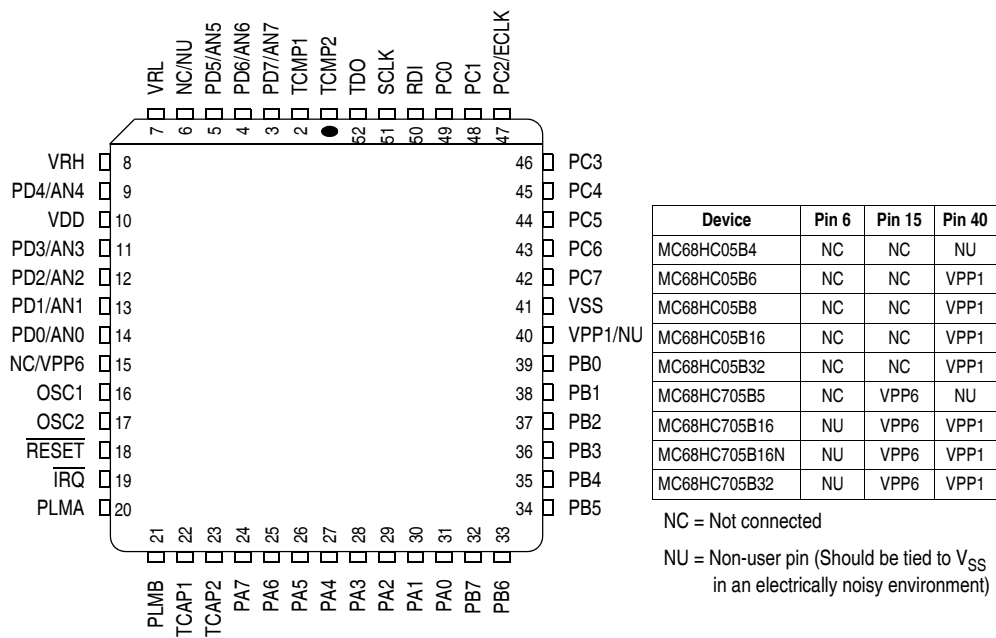 VRL
NC/NU
PD5/AN5
PD6/AN6
PD7/AN7
TCMP1
TCMP2
TDO
SCLK
RDI
PC0
PC1
PC2/ECLK
7
6
5
4
3
2
52
51
50
49
48
47
VRH 8
PD4/AN4 9
VDD 10
PD3/AN3 11
PD2/AN2 12
PD1/AN1 13
PD0/AN0 14
NC/VPP6 15
OSC1 16
OSC2 17
RESET 18
IRQ 19
PLMA 20
46 PC3
45 PC4
44 PC5
43 PC6
42 PC7
41 VSS
40 VPP1/NU
39 PB0
38 PB1
37 PB2
36 PB3
35 PB4
34 PB5
21
22
23
24
25
26
27
28
29
30
31
32
33
PLMB
TCAP1
TCAP2
PA7
PA6
PA5
PA4
PA3
PA2
PA1
PA0
PB7
PB6
Device Pin 6 Pin 15 Pin 40
MC68HC05B4 NC NC NU
MC68HC05B6 NC NC VPP1
MC68HC05B8 NC NC VPP1
MC68HC05B16 NC NC VPP1
MC68HC05B32 NC NC VPP1
MC68HC705B5 NC VPP6 NU
MC68HC705B16 NU VPP6 VPP1
MC68HC705B16N NU VPP6 VPP1
MC68HC705B32 NU VPP6 VPP1
NC = Not connected
NU = Non-user pin (Should be tied to VSS
in an electrically noisy environment)